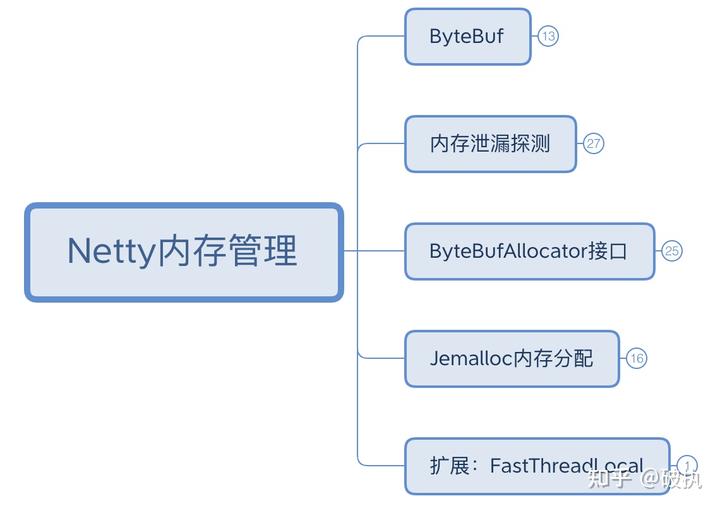 ByteBuf
13
内存泄漏探测
27
Netty内存管理
ByteBufAllocator接口
25
Jemalloc内存分配
16
扩展：FastThreadLocal
1
知乎 @破执